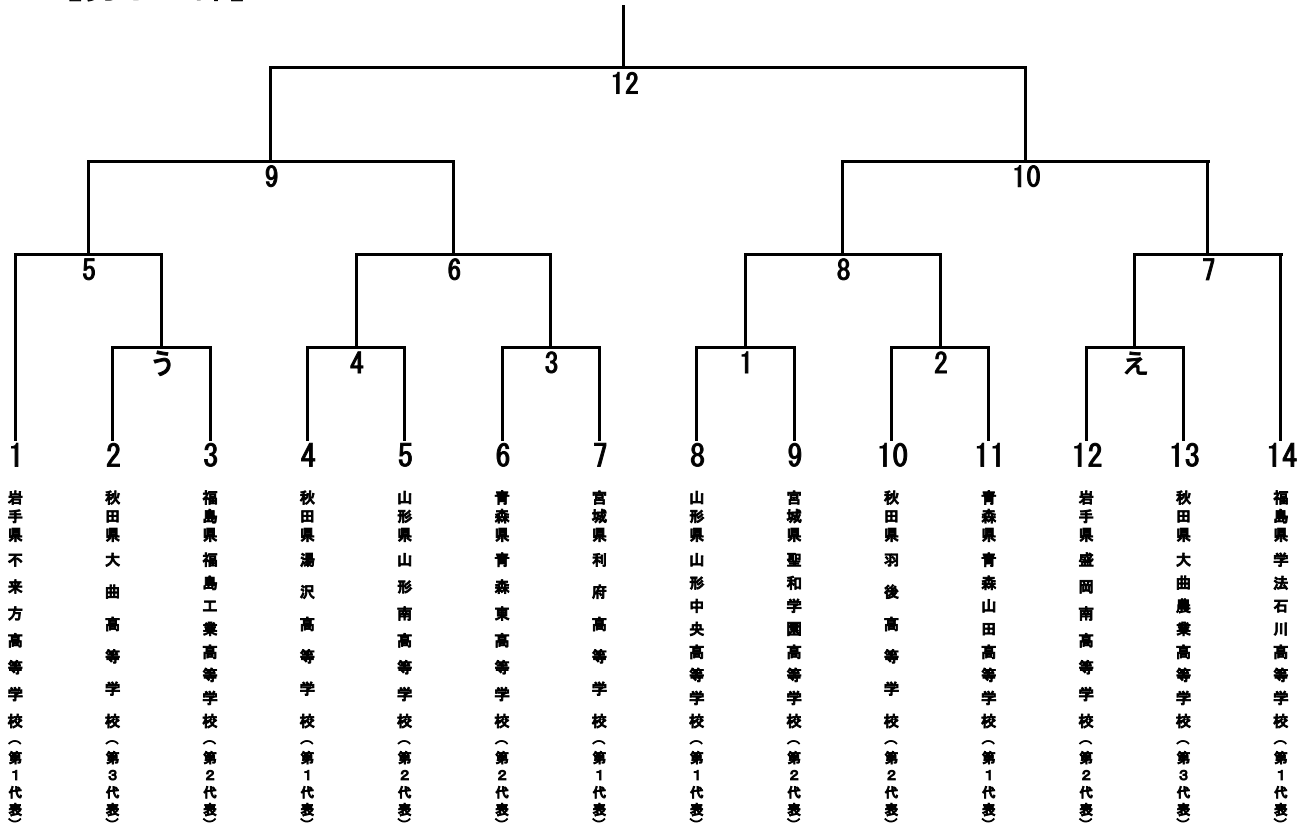 12
9
10
5
6
8
7
う
4
3
1
2
え
1
2
3
4
5
6
7
8
9
10
11
12
13
14
岩手県 不来方高等学校（第１代表）
秋田県 大曲高等学校（第３代表）
福島県 福島工業高等学校（第２代表）
秋田県 湯沢高等学校（第１代表）
山形県 山形南高等学校（第２代表）
青森県 青森東高等学校（第２代表）
宮城県 利府高等学校（第１代表）
山形県 山形中央高等学校（第１代表）
宮城県 聖和学園高等学校（第２代表）
秋田県 羽後高等学校（第２代表）
青森県 青森山田高等学校（第１代表）
岩手県 盛岡南高等学校（第２代表）
秋田県 大曲農業高等学校（第３代表）
福島県 学法石川高等学校（第１代表）